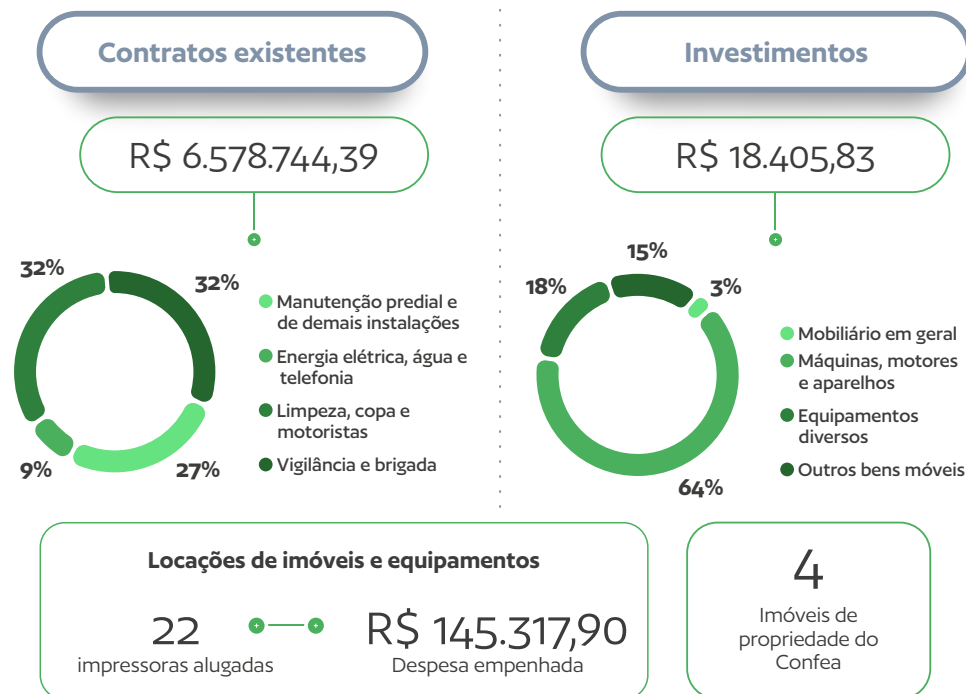 Contratos existentes
R$ 6.578.744,39
32%
32%
9%
27%
Manutenção predial e
de demais instalações
Energia elétrica, água e
telefonia
Limpeza, copa e
motoristas
Vigilância e brigada
Investimentos
R$ 18.405,83
15%
18%
3%
64%
Mobiliário em geral
Máquinas, motores
e aparelhos
Equipamentos
diversos
Outros bens móveis
Locações de imóveis e equipamentos
22
impressoras alugadas
R$ 145.317,90
Despesa empenhada
4
Imóveis de
propriedade do
Confea